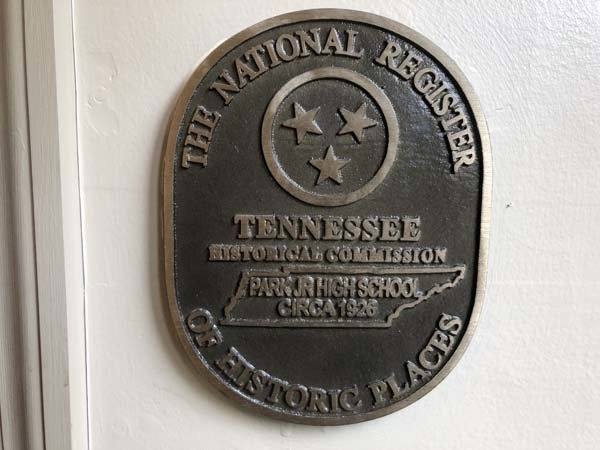 THE NATIONAL REGISTER
TENNESSEE
HISTORICAL COMMISSION
PARK JR HIGH SCHOOL
CIRCA 1926
OF HISTORIC PLACES